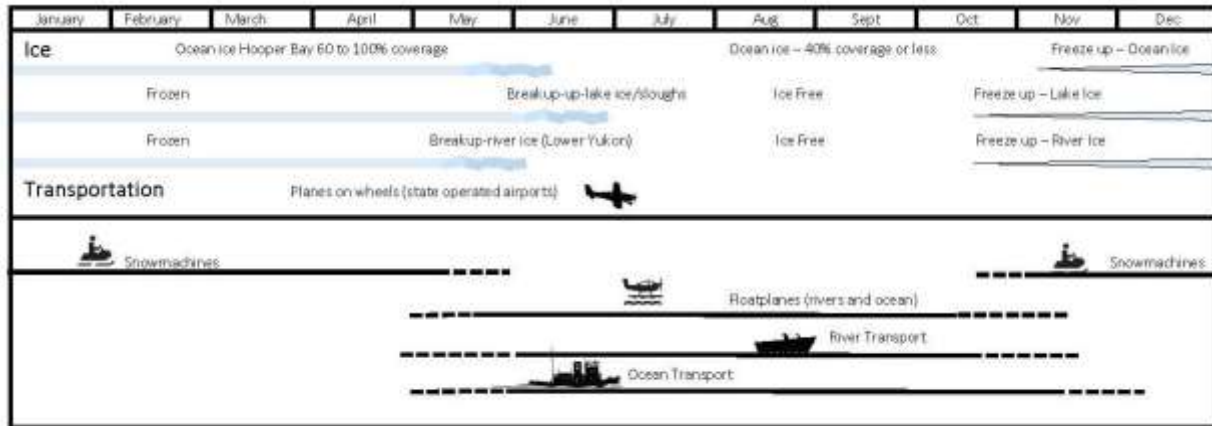 January February March April May June July Aug Sept Oct Nov Dec
Ice
Ocean ice Hooper Bay 60 to 100% coverage Ocean ice – 40% coverage or less Freeze up – Ocean Ice
Frozen Breakup-up-lake ice/sloughs Ice Free Freeze up – Lake Ice
Frozen Breakup-river ice (Lower Yukon) Ice Free Freeze up – River Ice
Transportation Planes on wheels (state operated airports)
Snowmachines Snowmachines
Floatplanes (rivers and ocean)
River Transport
Ocean Transport